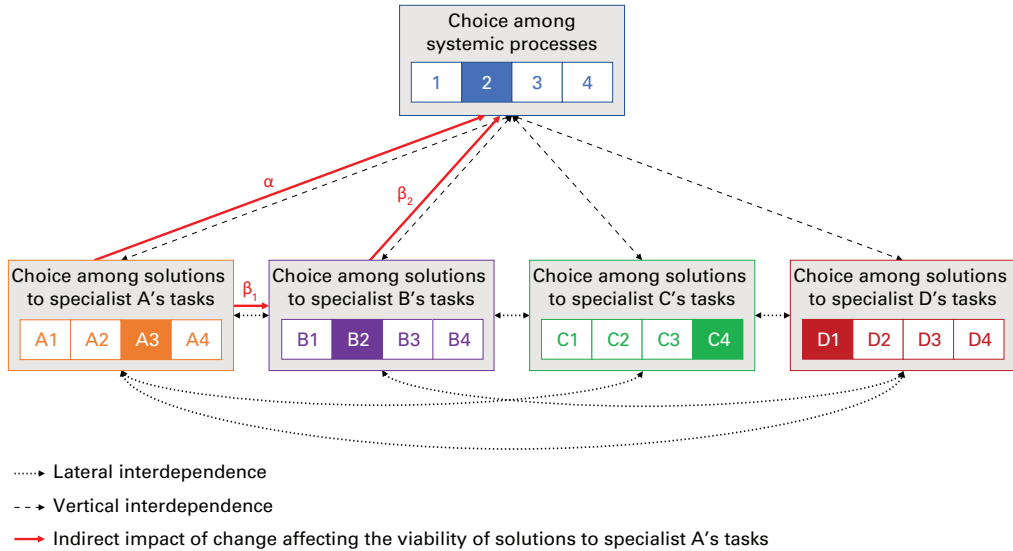 Choice among
systemic processes
1 2 3 4
α
β2
Choice among solutions
to specialist A's tasks
A1 A2 A3 A4
β1
Choice among solutions
to specialist B's tasks
B1 B2 B3 B4
Choice among solutions
to specialist C's tasks
C1 C2 C3 C4
Choice among solutions
to specialist D's tasks
D1 D2 D3 D4
Lateral interdependence
Vertical interdependence
Indirect impact of change affecting the viability of solutions to specialist A's tasks